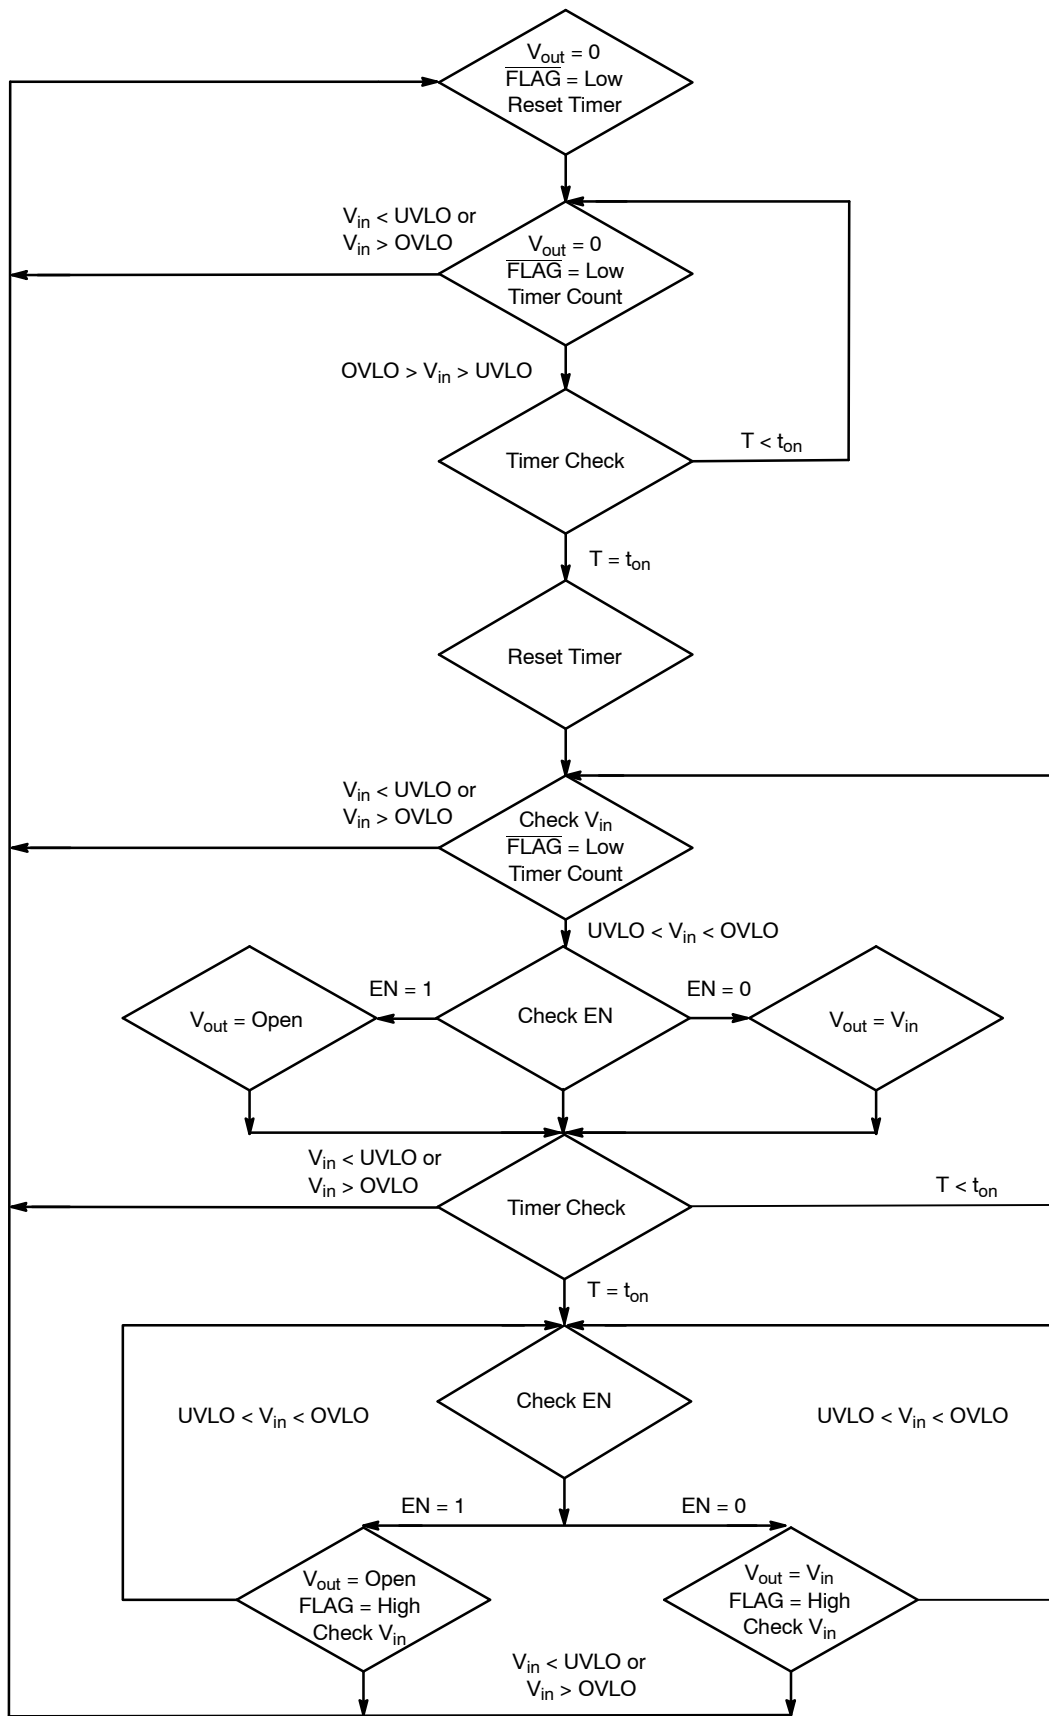 Vout = 0
FLAG = Low
Reset Timer
Vin < UVLO or
Vin > OVLO
Vout = 0
FLAG = Low
Timer Count
OVLO > Vin > UVLO
Timer Check
T < ton
T = ton
Reset Timer
Vin < UVLO or
Vin > OVLO
Check Vin
FLAG = Low
Timer Count
UVLO < Vin < OVLO
EN = 1
EN = 0
Vout = Open
Check EN
Vout = Vin
Vin < UVLO or
Vin > OVLO
Timer Check
T < ton
T = ton
Check EN
UVLO < Vin < OVLO
UVLO < Vin < OVLO
EN = 1
EN = 0
Vout = Open
FLAG = High
Check Vin
Vout = Vin
FLAG = High
Check Vin
Vin < UVLO or
Vin > OVLO